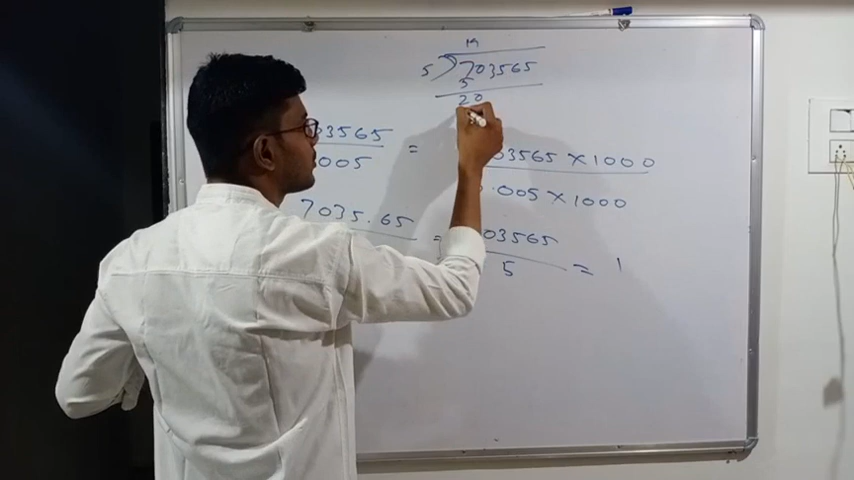 14
5 ) 703565
5
20
03565 = 03565 × 1000
005 .005 × 1000
7035.65 = 03565
5 = 1